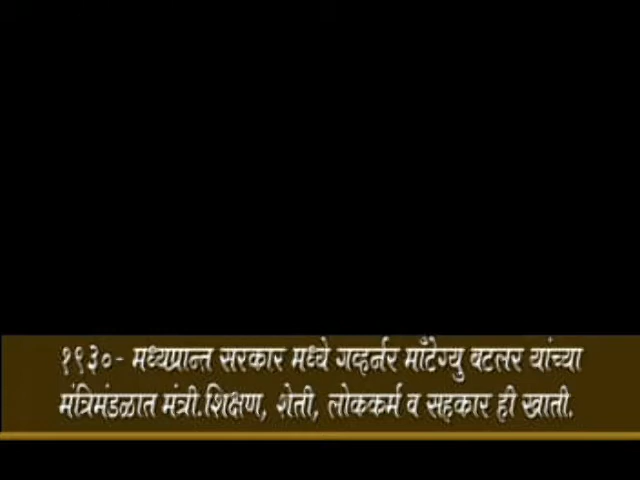 १९३०- मध्यप्रान्त सरकार मध्ये गव्हर्नर माँटेग्यु बटलर यांच्या
मंत्रिमंडळात मंत्री.शिक्षण, शेती, लोककर्म व सहकार ही खाती.